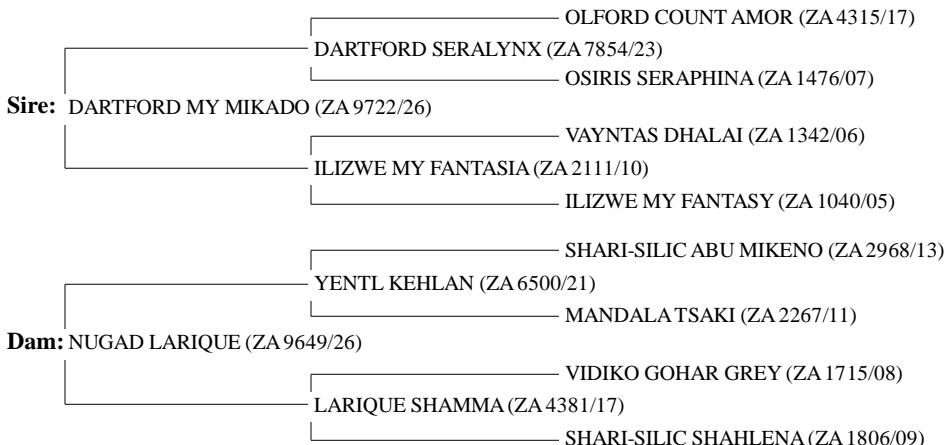 OLFORD COUNT AMOR (ZA 4315/17)
DARTFORD SERALYNX (ZA 7854/23)
OSIRIS SERAPHINA (ZA 1476/07)
Sire: DARTFORD MY MIKADO (ZA 9722/26)
VAYNTAS DHALAI (ZA 1342/06)
ILIZWE MY FANTASIA (ZA 2111/10)
ILIZWE MY FANTASY (ZA 1040/05)
SHARI-SILIC ABU MIKENO (ZA 2968/13)
YENTL KEHLAN (ZA 6500/21)
MANDALA TSAKI (ZA 2267/11)
Dam: NUGAD LARIQUE (ZA 9649/26)
VIDIKO GOHAR GREY (ZA 1715/08)
LARIQUE SHAMMA (ZA 4381/17)
SHARI-SILIC SHAHLENA (ZA 1806/09)